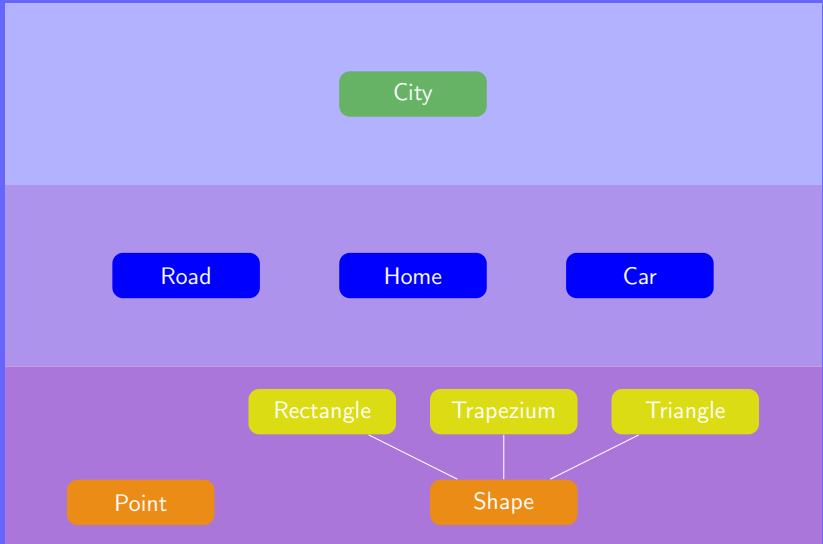 City
Road
Home
Car
Rectangle
Trapezium
Triangle
Point
Shape